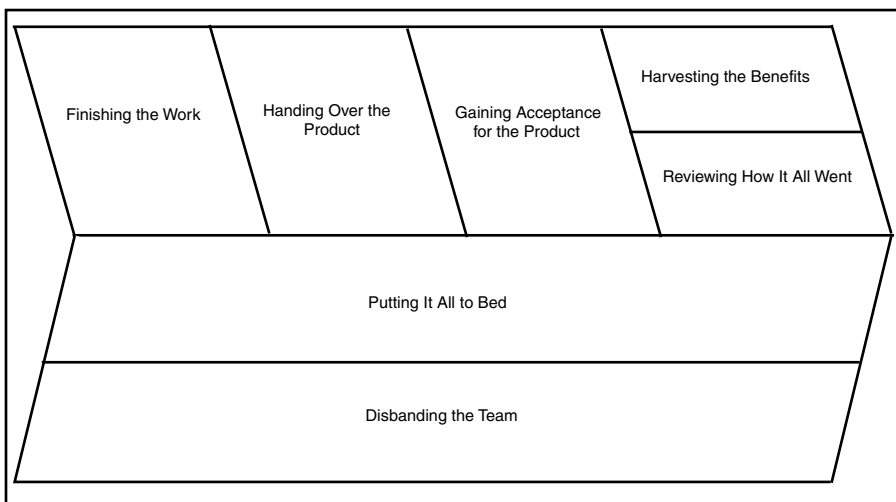 Finishing the Work
Handing Over the
Product
Gaining Acceptance
for the Product
Harvesting the Benefits
Reviewing How It All Went
Putting It All to Bed
Disbanding the Team